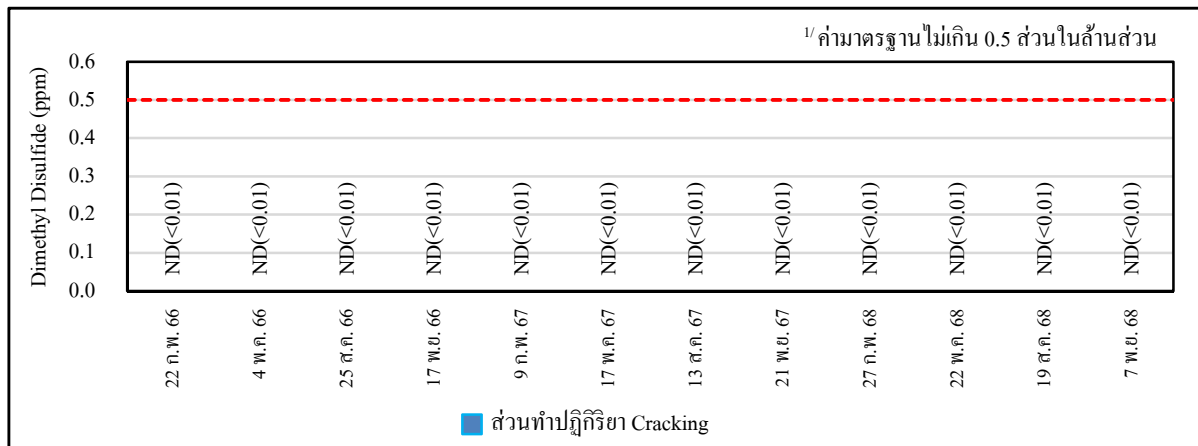 1/ ค่ามาตรฐานไม่เกิน 0.5 ส่วนในล้านส่วน
Dimethyl Disulfide (ppm)
0.6
0.5
0.4
0.3
0.2
0.1
0.0
ND(<0.01)
ND(<0.01)
ND(<0.01)
ND(<0.01)
ND(<0.01)
ND(<0.01)
ND(<0.01)
ND(<0.01)
ND(<0.01)
ND(<0.01)
ND(<0.01)
ND(<0.01)
22 ก.พ. 66
4 พ.ค. 66
25 ส.ค. 66
17 พ.ย. 66
9 ก.พ. 67
17 พ.ค. 67
13 ส.ค. 67
21 พ.ย. 67
27 ก.พ. 68
22 พ.ค. 68
19 ส.ค. 68
7 พ.ย. 68
ส่วนทำปฏิกิริยา Cracking